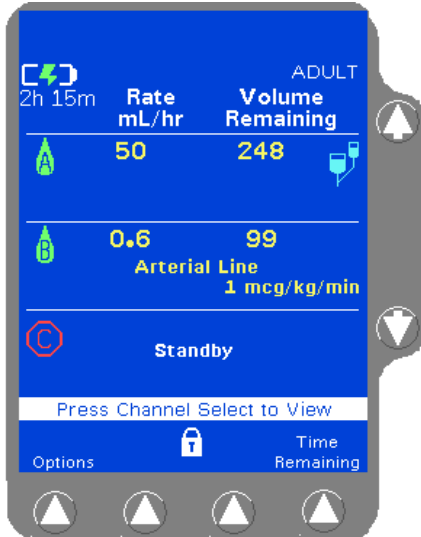 ADULT
2h 15m Rate Volume
mL/hr Remaining
A 50 248
B 0.6 99
Arterial Line
1 mcg/kg/min
C Standby
Press Channel Select to View
Time
Options Remaining